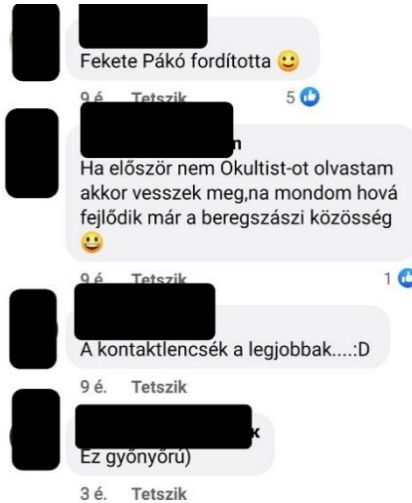 Fekete Pákó fordította 😀
9 é. Tetszik 5
n
Ha először nem Okultist-ot olvastam
akkor vesszek meg,na mondom hová
fejlődik már a beregszászi közösség
😀
9 é. Tetszik 1
A kontaktlencsék a legjobbak....:D
9 é. Tetszik
k
Ez győnyőrű)
3 é. Tetszik